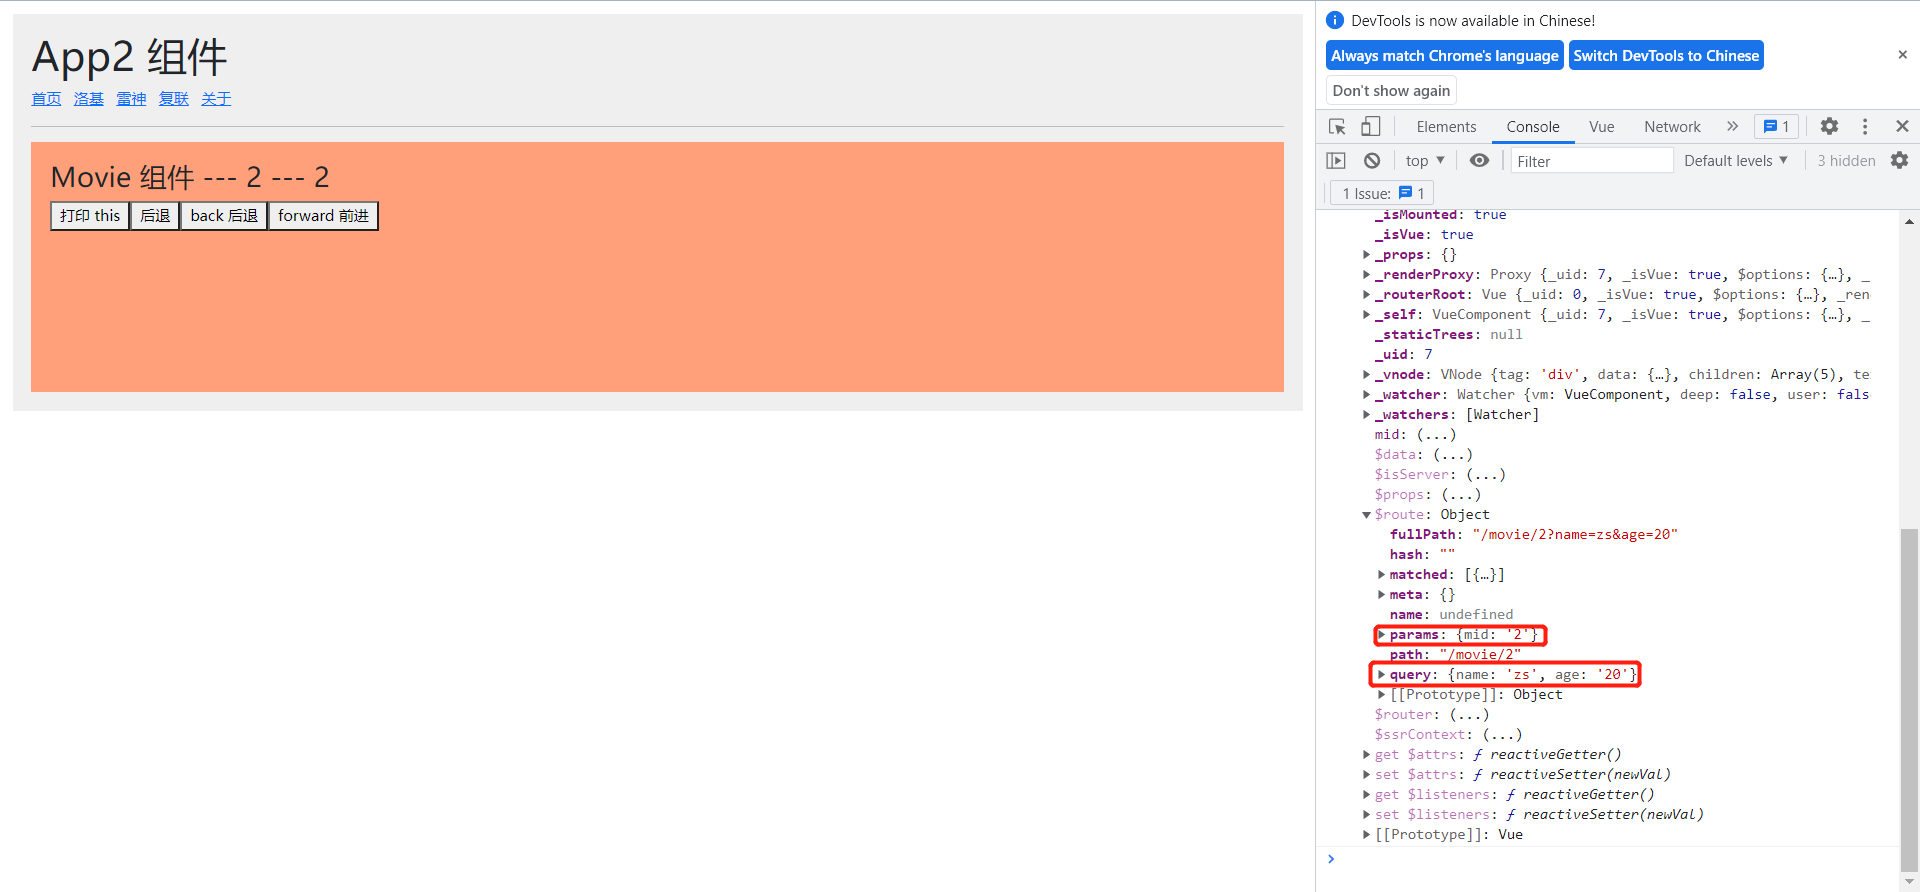 App2 组件
首页 洛基 雷神 复联 关于
Movie 组件 --- 2 --- 2
打印 this 后退 back 后退 forward 前进
DevTools is now available in Chinese!
Always match Chrome's language Switch DevTools to Chinese
Don't show again
Elements Console Vue Network » 1
top Filter Default levels 3 hidden
1 Issue: 1
_isMounted: true
_isVue: true
_props: {}
_renderProxy: Proxy {_uid: 7, _isVue: true, $options: {…}, _
_routerRoot: Vue {_uid: 0, _isVue: true, $options: {…}, _ren
_self: VueComponent {_uid: 7, _isVue: true, $options: {…}, _
_staticTrees: null
_uid: 7
_vnode: VNode {tag: 'div', data: {…}, children: Array(5), te
_watcher: Watcher {vm: VueComponent, deep: false, user: fals
_watchers: [Watcher]
mid: (...)
$data: (...)
$isServer: (...)
$props: (...)
$route: Object
fullPath: "/movie/2?name=zs&age=20"
hash: ""
matched: [{…}]
meta: {}
name: undefined
params: {mid: '2'}
path: "/movie/2"
query: {name: 'zs', age: '20'}
[[Prototype]]: Object
$router: (...)
$ssrContext: (...)
get $attrs: ƒ reactiveGetter()
set $attrs: ƒ reactiveSetter(newVal)
get $listeners: ƒ reactiveGetter()
set $listeners: ƒ reactiveSetter(newVal)
[[Prototype]]: Vue